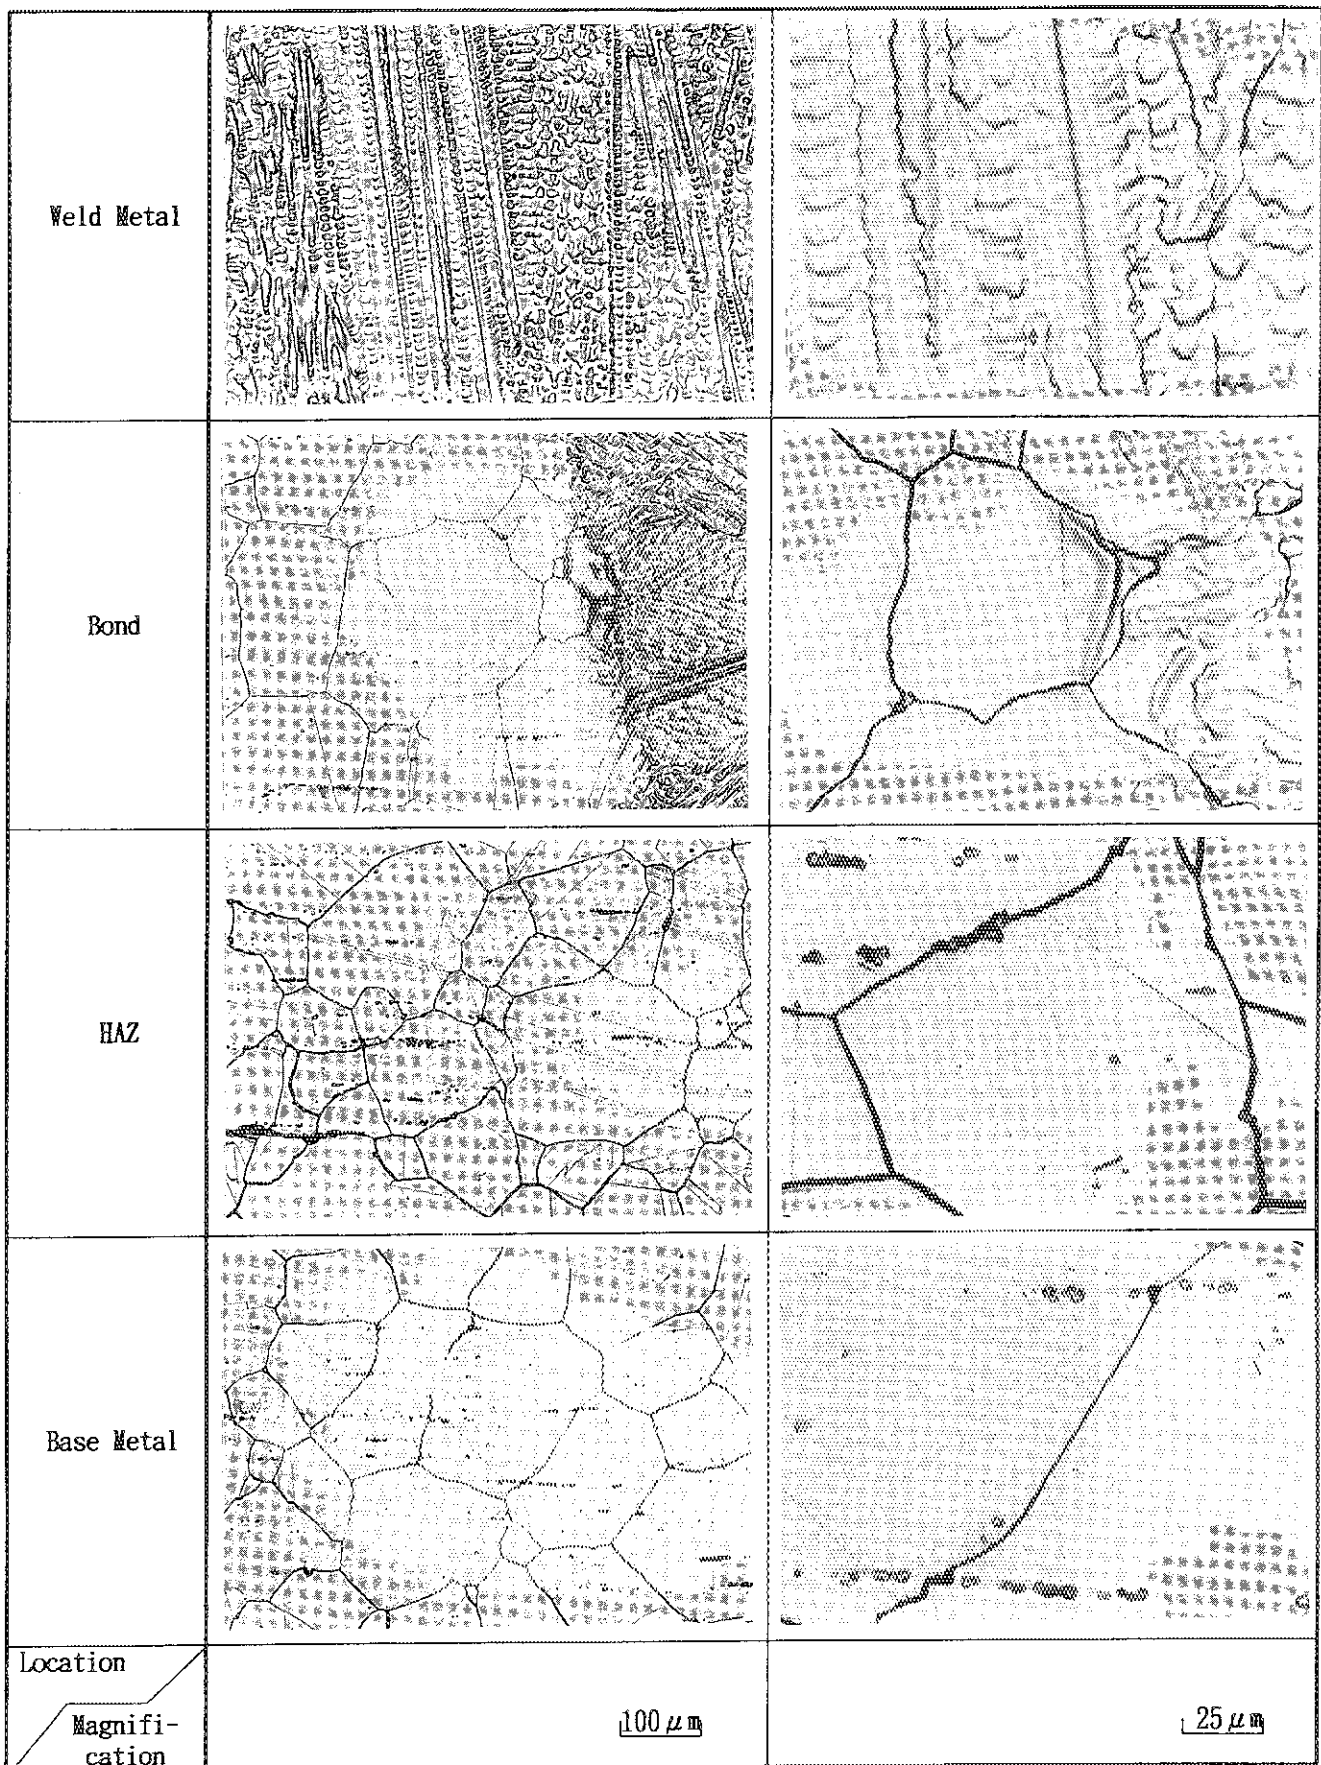 Weld Metal
Bond
HAZ
Base Metal
Location
Magnifi-
cation
100 μm
25 μm